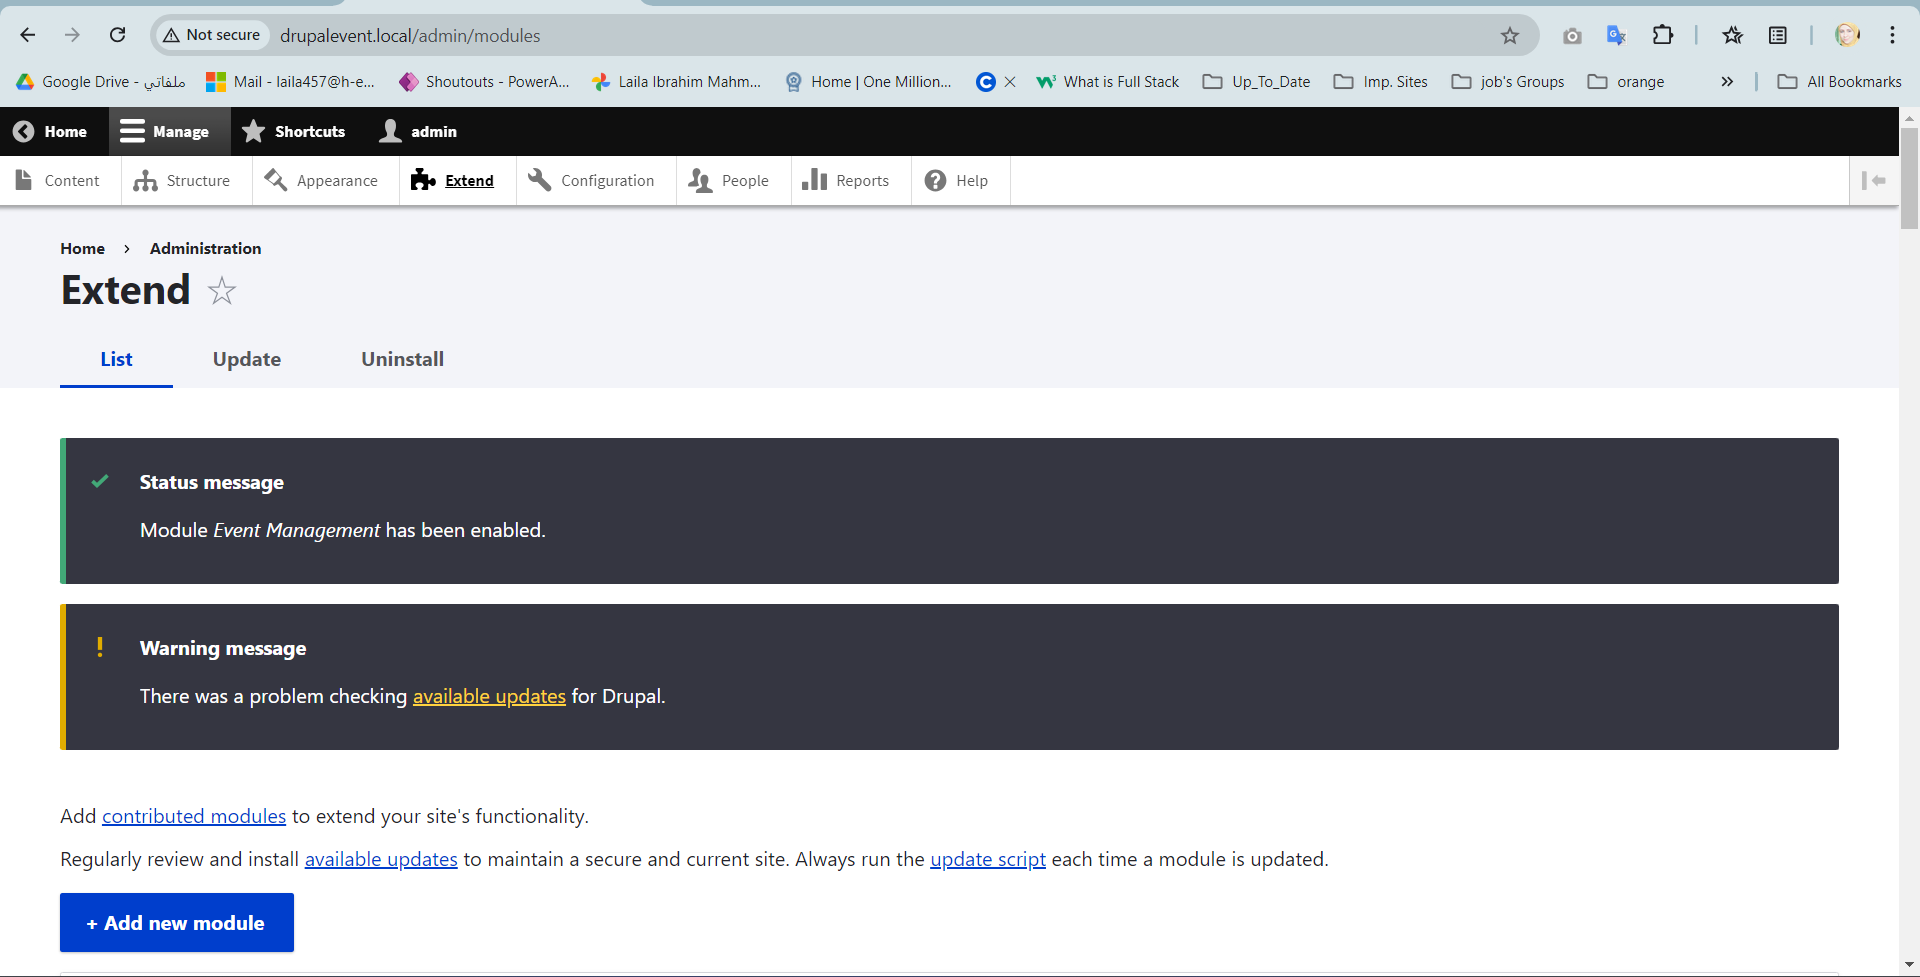 Not secure drupalevent.local/admin/modules
Google Drive - ملفاتي Mail - laila457@h-e... Shoutouts - PowerA... Laila Ibrahim Mahm... Home | One Million... What is Full Stack Up_To_Date Imp. Sites job's Groups orange » All Bookmarks
Home Manage Shortcuts admin
Content Structure Appearance Extend Configuration People Reports Help
Home › Administration
Extend
List Update Uninstall
Status message
Module Event Management has been enabled.
Warning message
There was a problem checking available updates for Drupal.
Add contributed modules to extend your site's functionality.
Regularly review and install available updates to maintain a secure and current site. Always run the update script each time a module is updated.
+ Add new module